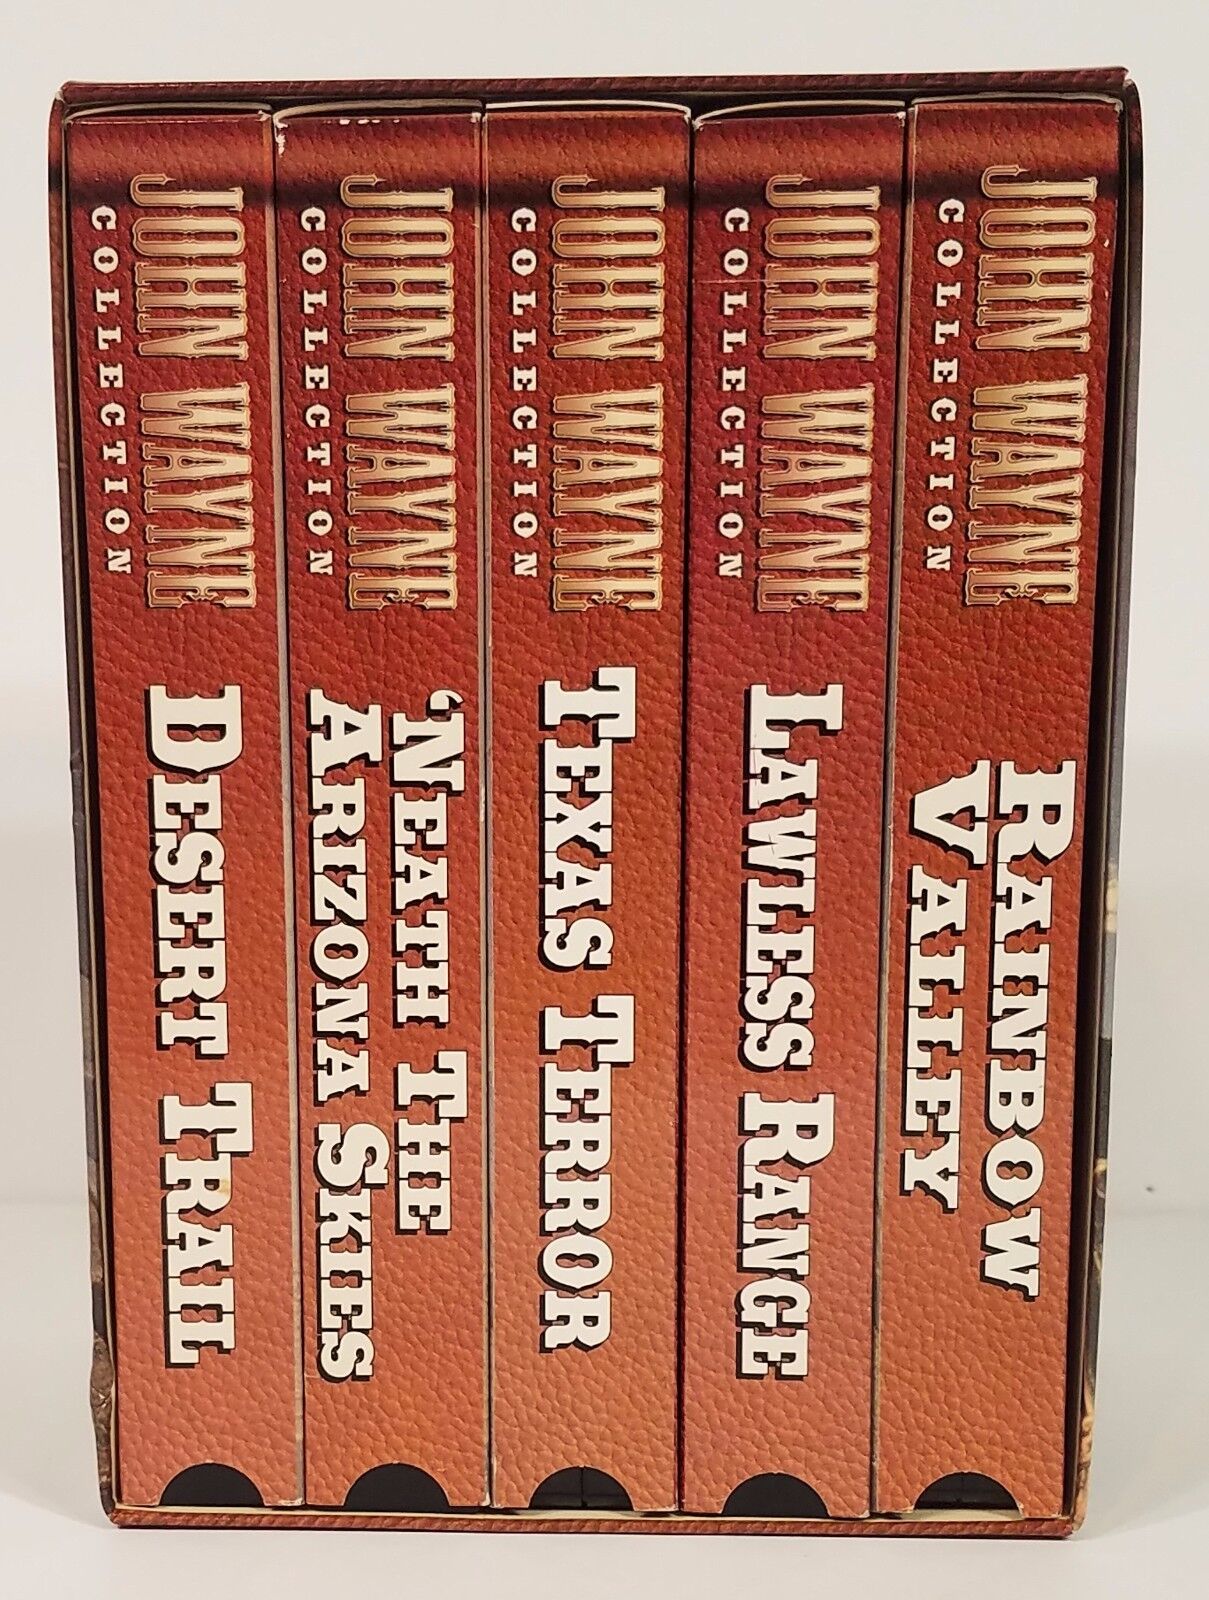 JOHN WAYNE
COLLECTION
DESERT TRAIL
JOHN WAYNE
COLLECTION
'NEATH THE
ARIZONA SKIES
JOHN WAYNE
COLLECTION
TEXAS TERROR
JOHN WAYNE
COLLECTION
LAWLESS RANGE
JOHN WAYNE
COLLECTION
RAINBOW
VALLEY